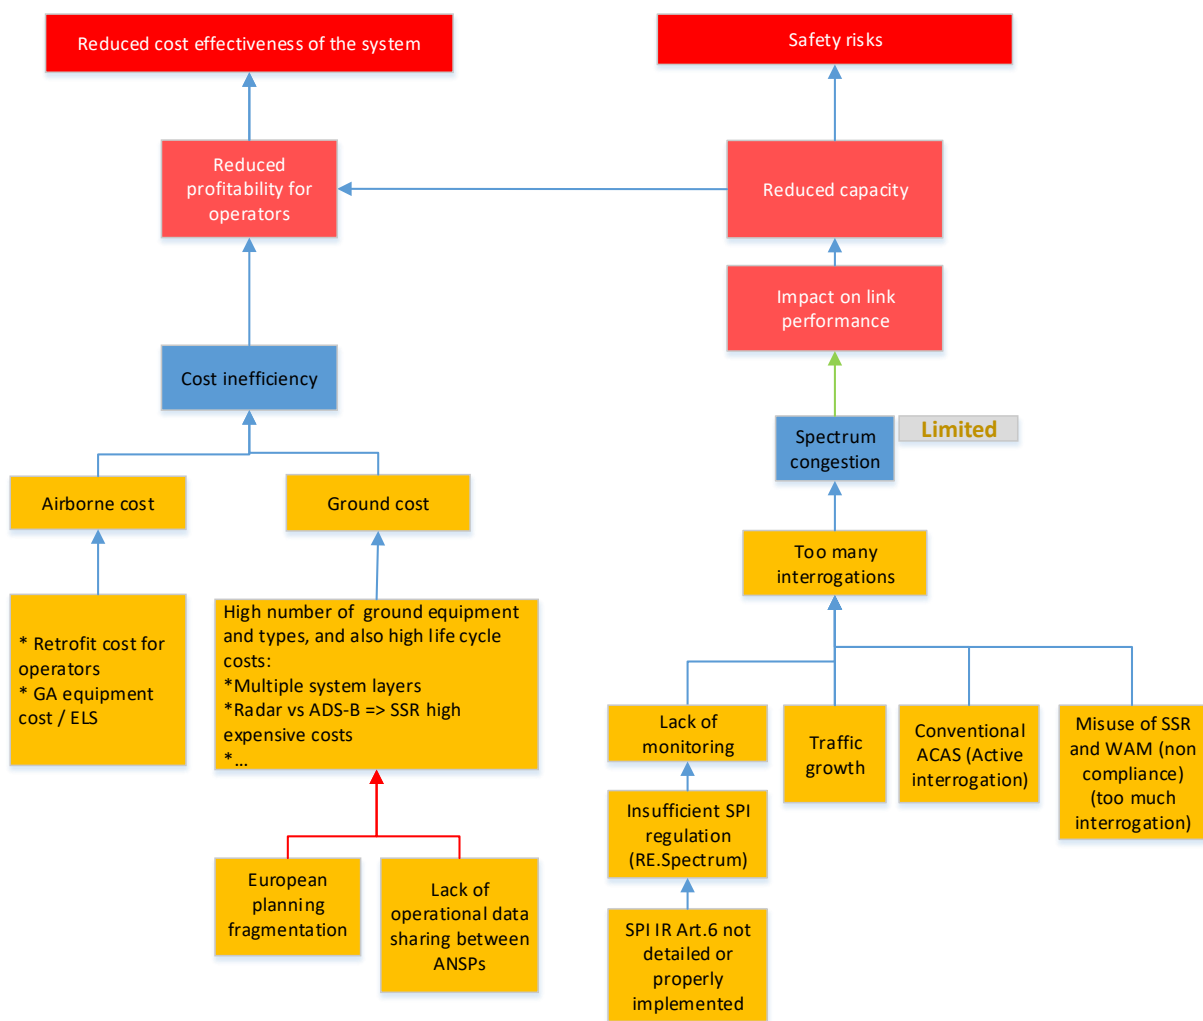 Reduced cost effectiveness of the system
Safety risks
Reduced
profitability for
operators
Reduced capacity
Impact on link
performance
Cost inefficiency
Spectrum
congestion
Limited
Airborne cost
Ground cost
Too many
interrogations
* Retrofit cost for
operators
* GA equipment
cost / ELS
High number of ground equipment
and types, and also high life cycle
costs:
*Multiple system layers
*Radar vs ADS-B => SSR high
expensive costs
*...
Lack of
monitoring
Traffic
growth
Conventional
ACAS (Active
interrogation)
Misuse of SSR
and WAM (non
compliance)
(too much
interrogation)
Insufficient SPI
regulation
(RE.Spectrum)
European
planning
fragmentation
Lack of
operational data
sharing between
ANSPs
SPI IR Art.6 not
detailed or
properly
implemented